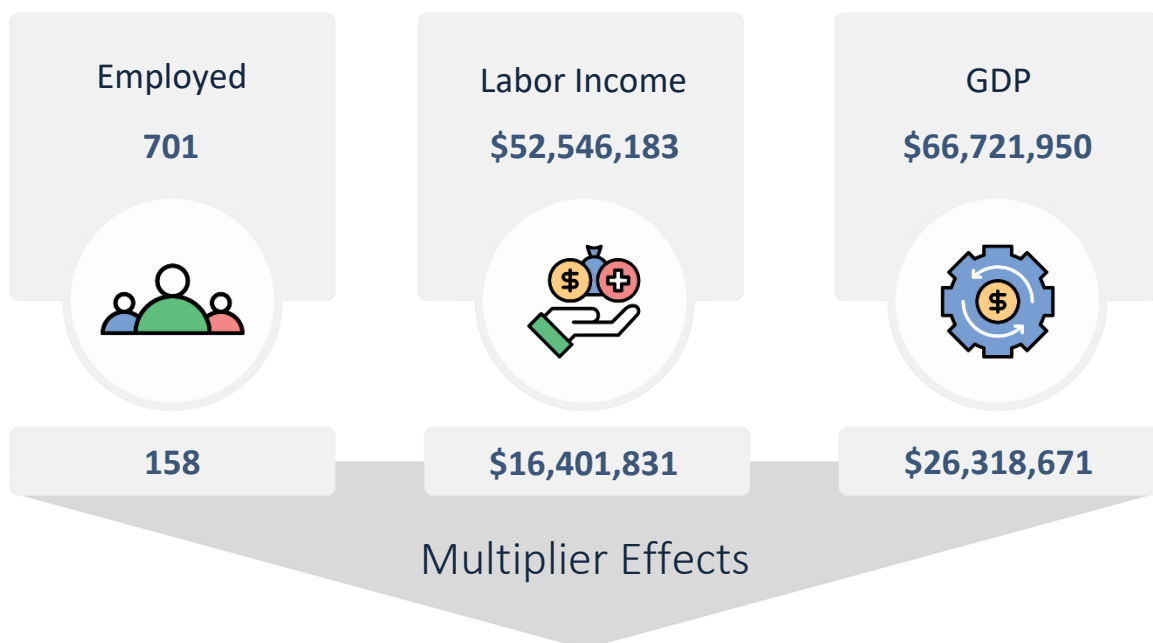 Employed
701
Labor Income
$52,546,183
GDP
$66,721,950
$
$
158
$16,401,831
$26,318,671
Multiplier Effects